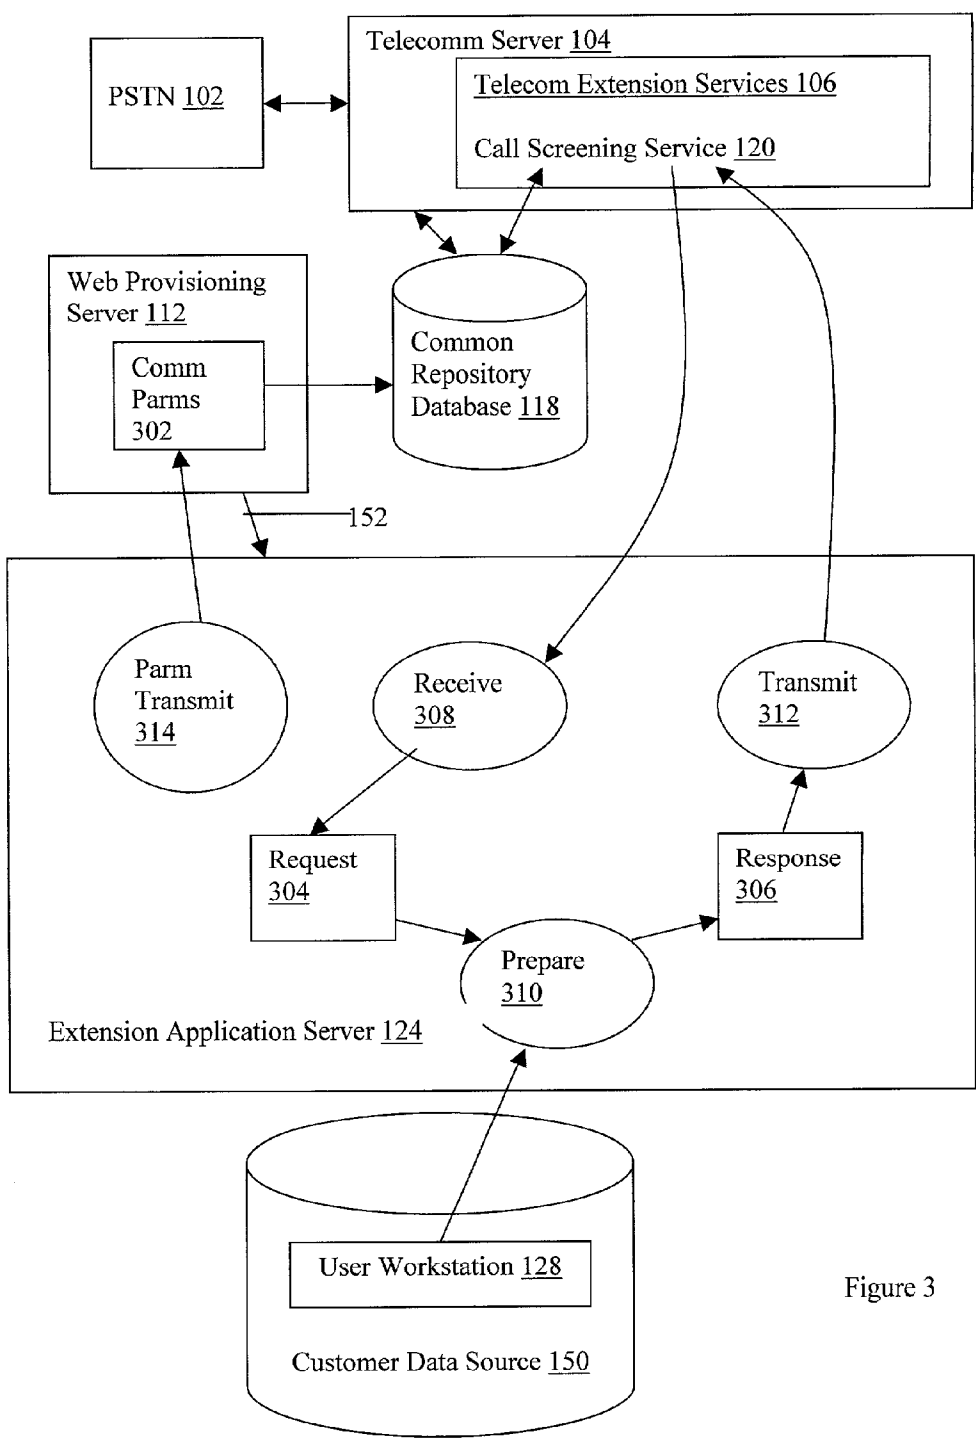 Telecomm Server 104
PSTN 102
Telecom Extension Services 106
Call Screening Service 120
Web Provisioning
Server 112
Comm
Parms
302
Common
Repository
Database 118
152
Parm
Transmit
314
Receive
308
Transmit
312
Request
304
Response
306
Prepare
310
Extension Application Server 124
User Workstation 128
Customer Data Source 150
Figure 3